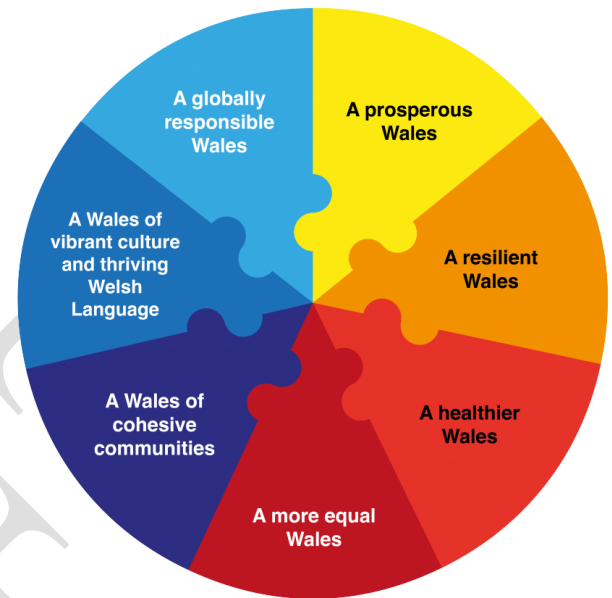 A prosperous
Wales
A resilient
Wales
A healthier
Wales
A more equal
Wales
A Wales of
cohesive
communities
A Wales of
vibrant culture
and thriving
Welsh
Language
A globally
responsible
Wales